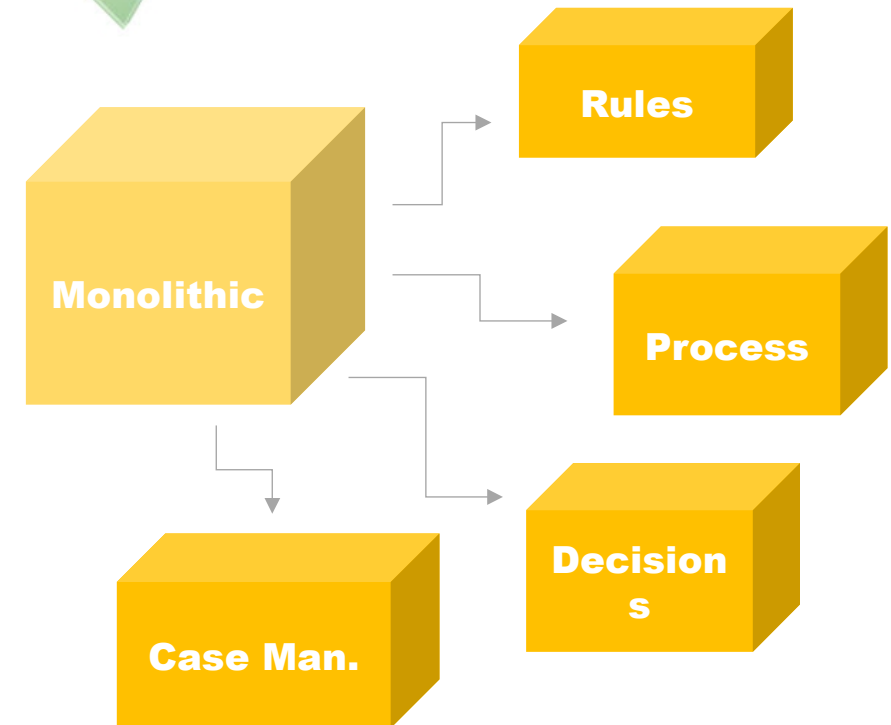 Rules
Monolithic
Process
Decision
s
Case Man.